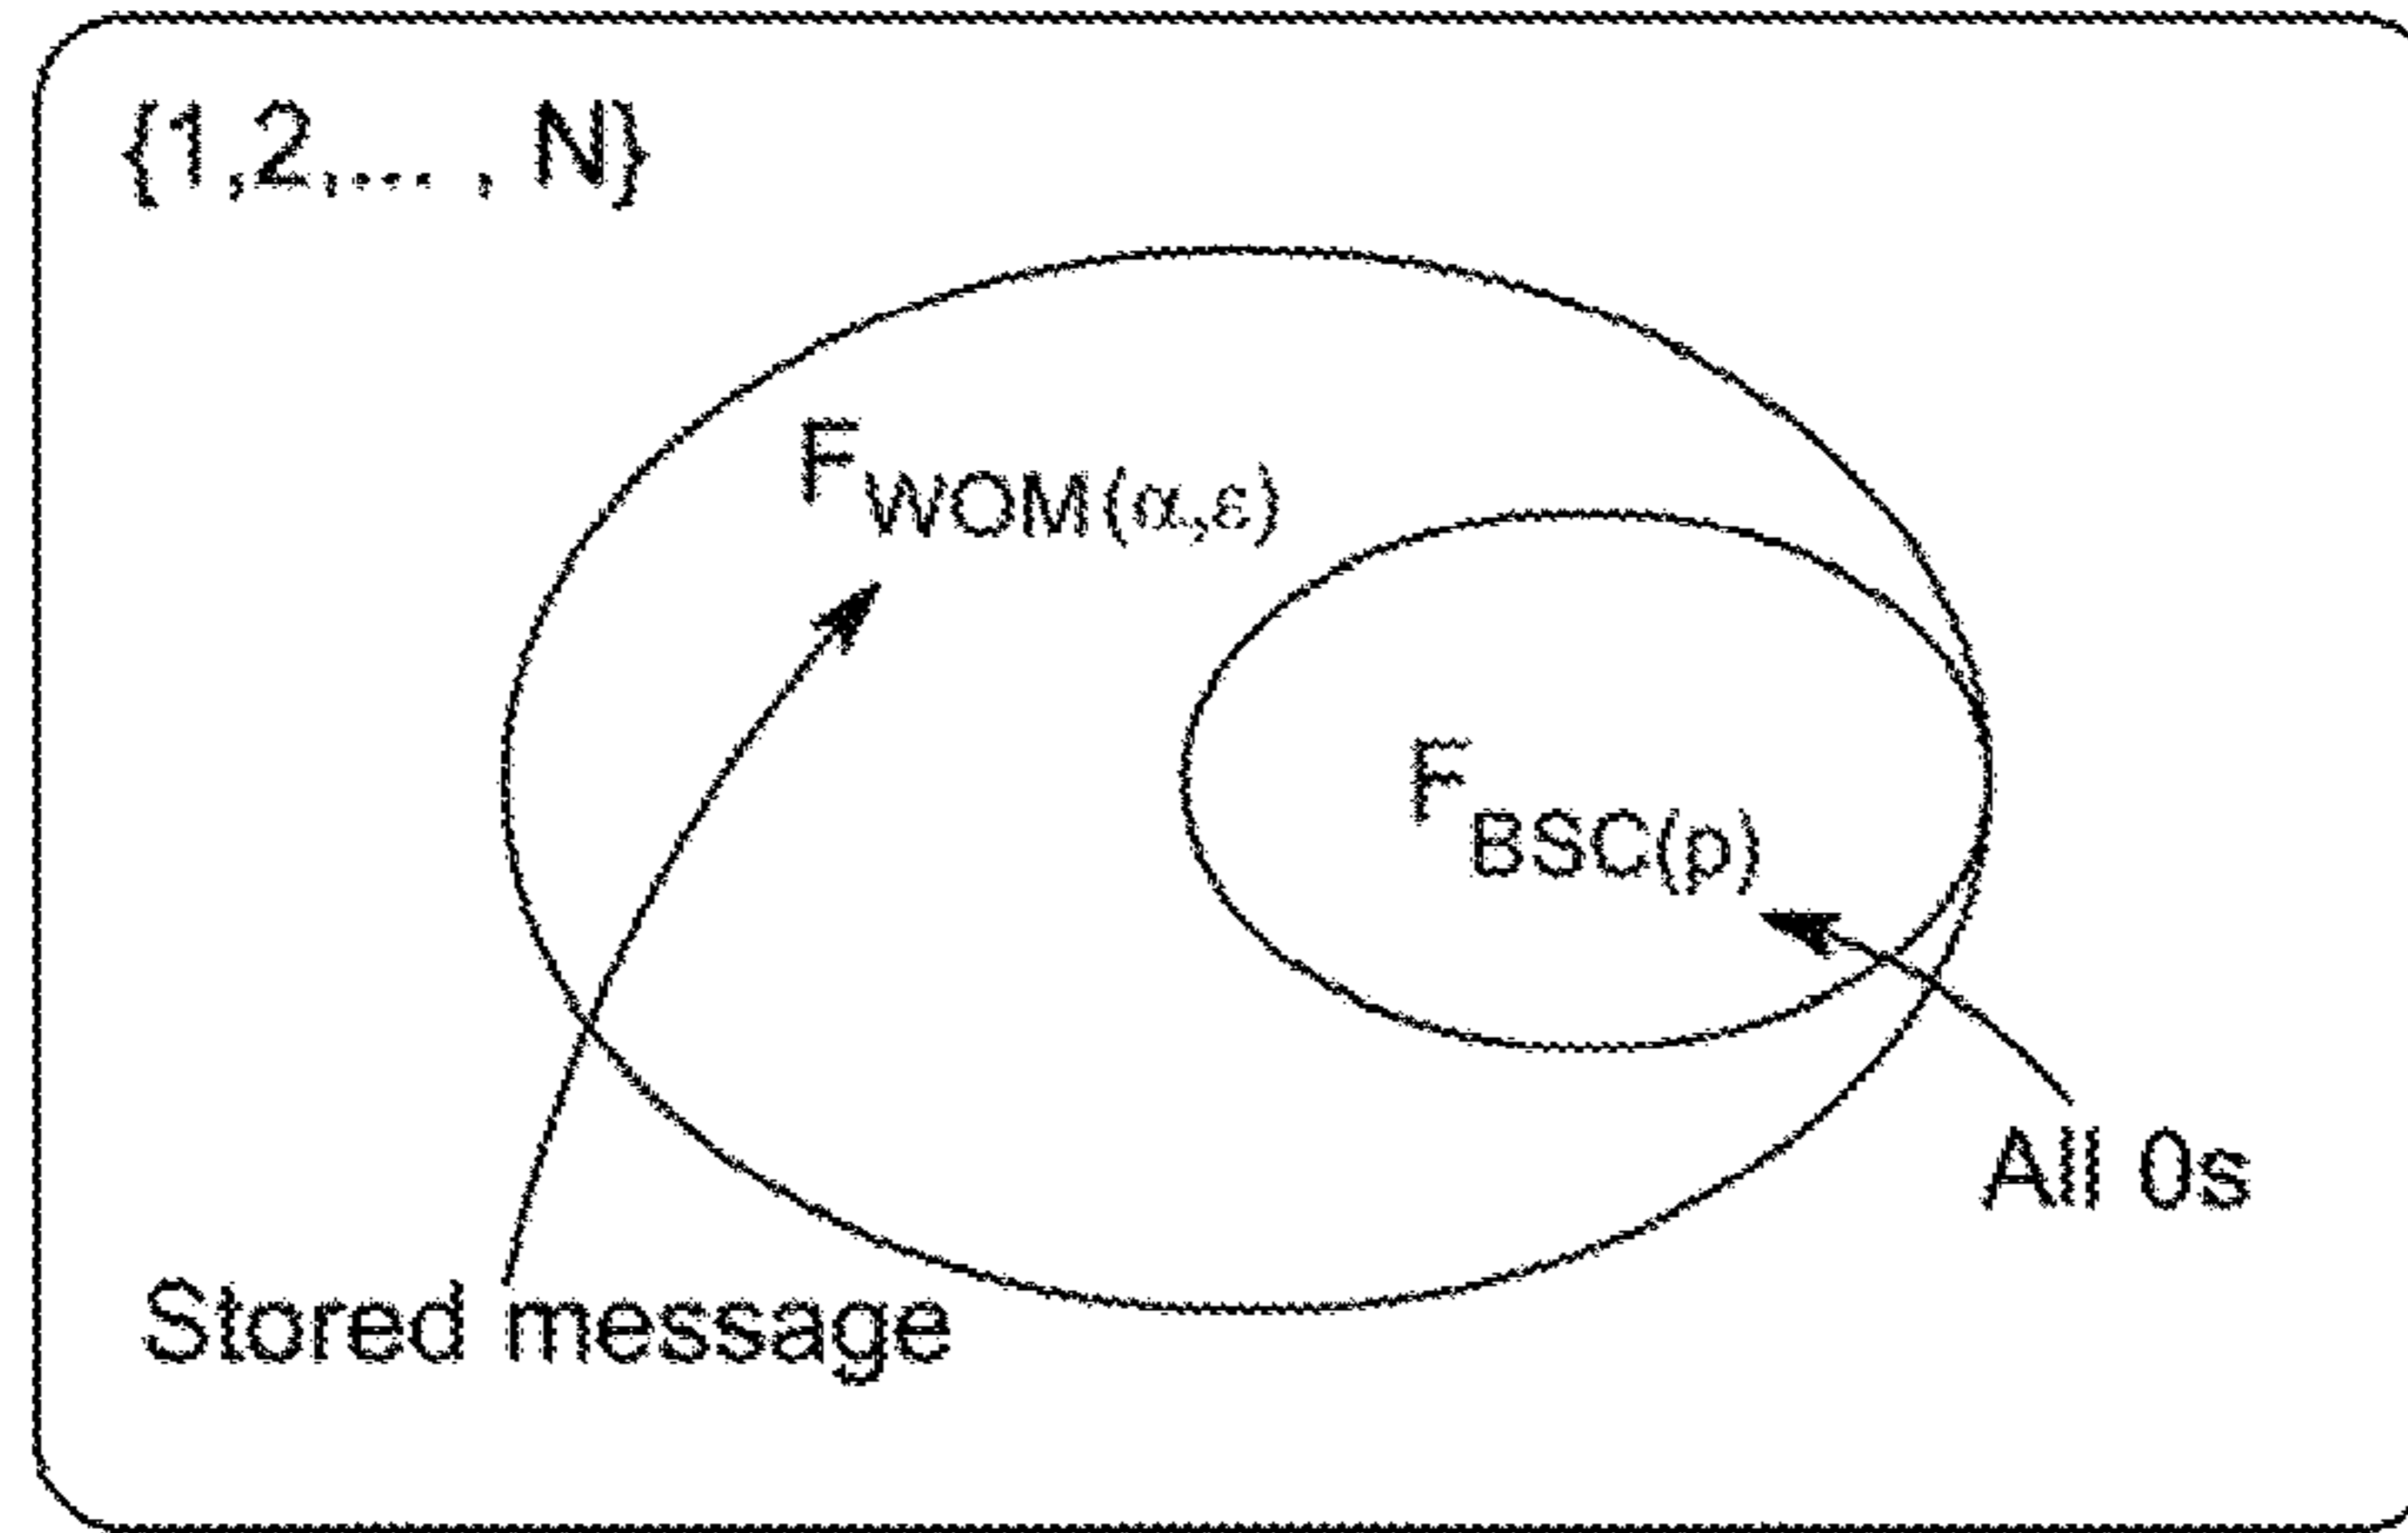 {1,2,... , N}
F_WOM(α,ε)
F_BSC(p)
All 0s
Stored message